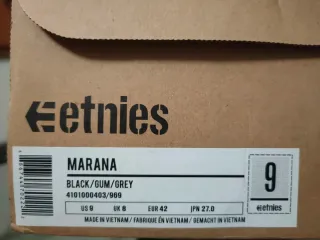 etnies
MARANA
BLACK/GUM/GREY
4101000403/969
US 9 UK 8 EUR 42 JPN 27.0
9
etnies
MADE IN VIETNAM / FABRIQUÉ EN VIETNAM / GEMACHT IN VIETNAM